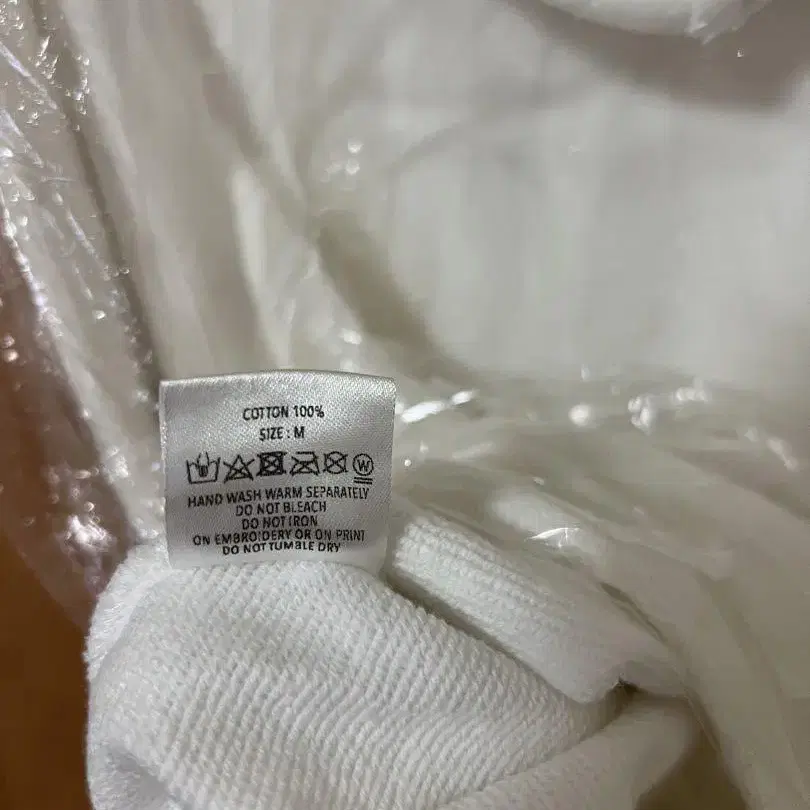 COTTON 100%
SIZE : M
W
HAND WASH WARM SEPARATELY
DO NOT BLEACH
DO NOT IRON
ON EMBROIDERY OR ON PRINT
DO NOT TUMBLE DRY